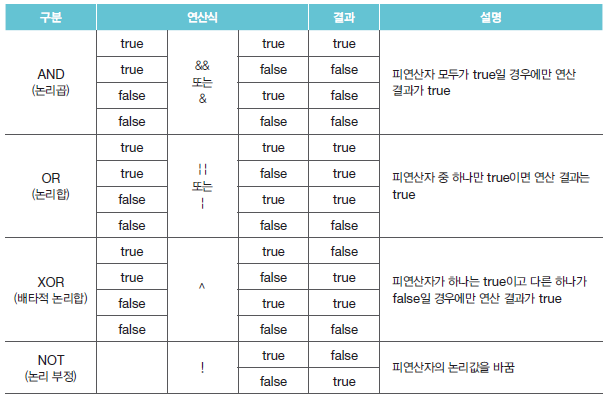 구분 연산식 결과 설명
AND
(논리곱)
true && 또는 & true true
true false false
false true false
false false false
피연산자 모두가 true일 경우에만 연산
결과가 true
OR
(논리합)
true ¦¦ 또는 ¦ true true
true false true
false true true
false false false
피연산자 중 하나만 true이면 연산 결과는
true
XOR
(배타적 논리합)
true ^ true false
true false true
false true true
false false false
피연산자가 하나는 true이고 다른 하나가
false일 경우에만 연산 결과가 true
NOT
(논리 부정)
! true false
false true
피연산자의 논리값을 바꿈